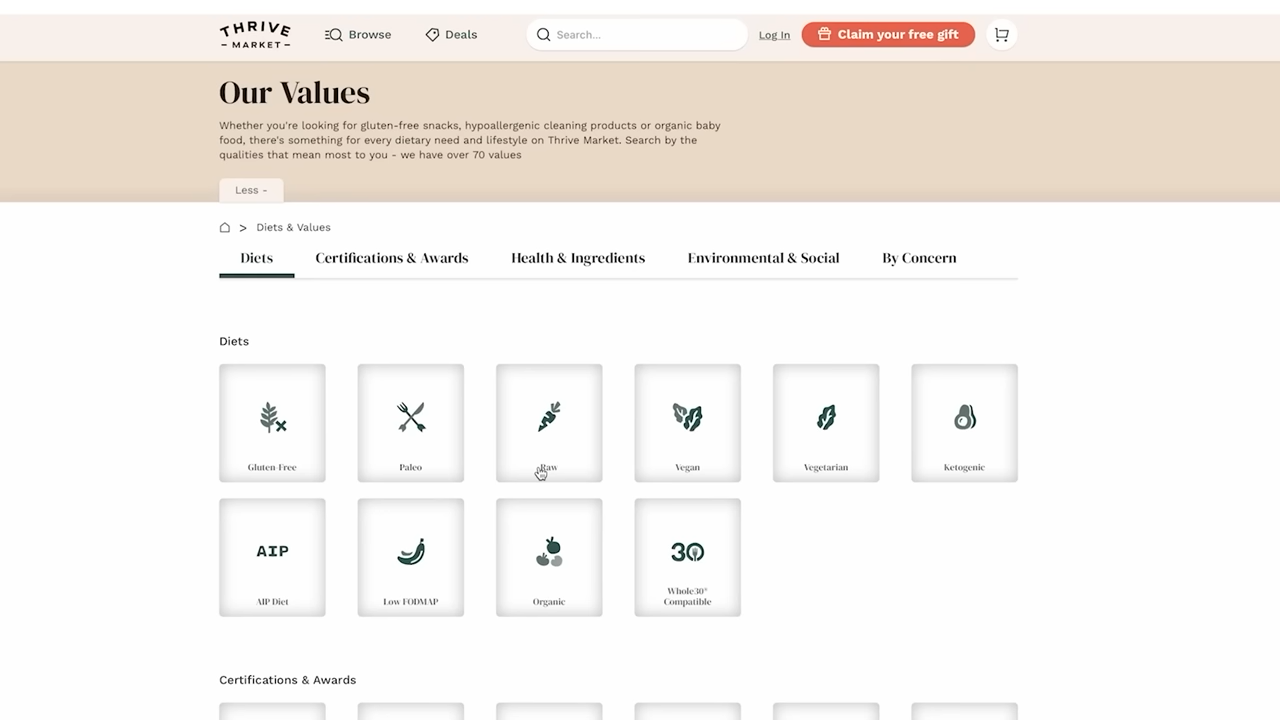 THRIVE
MARKET
Browse
Deals
Search...
Log In
Claim your free gift
Our Values
Whether you're looking for gluten-free snacks, hypoallergenic cleaning products or organic baby
food, there's something for every dietary need and lifestyle on Thrive Market. Search by the
qualities that mean most to you - we have over 70 values
Less -
> Diets & Values
Diets
Certifications & Awards
Health & Ingredients
Environmental & Social
By Concern
Diets
Gluten-Free
Paleo
Raw
Vegan
Vegetarian
Ketogenic
AIP
30
AIP Diet
Low FODMAP
Organic
Whole30®
Compatible
Certifications & Awards